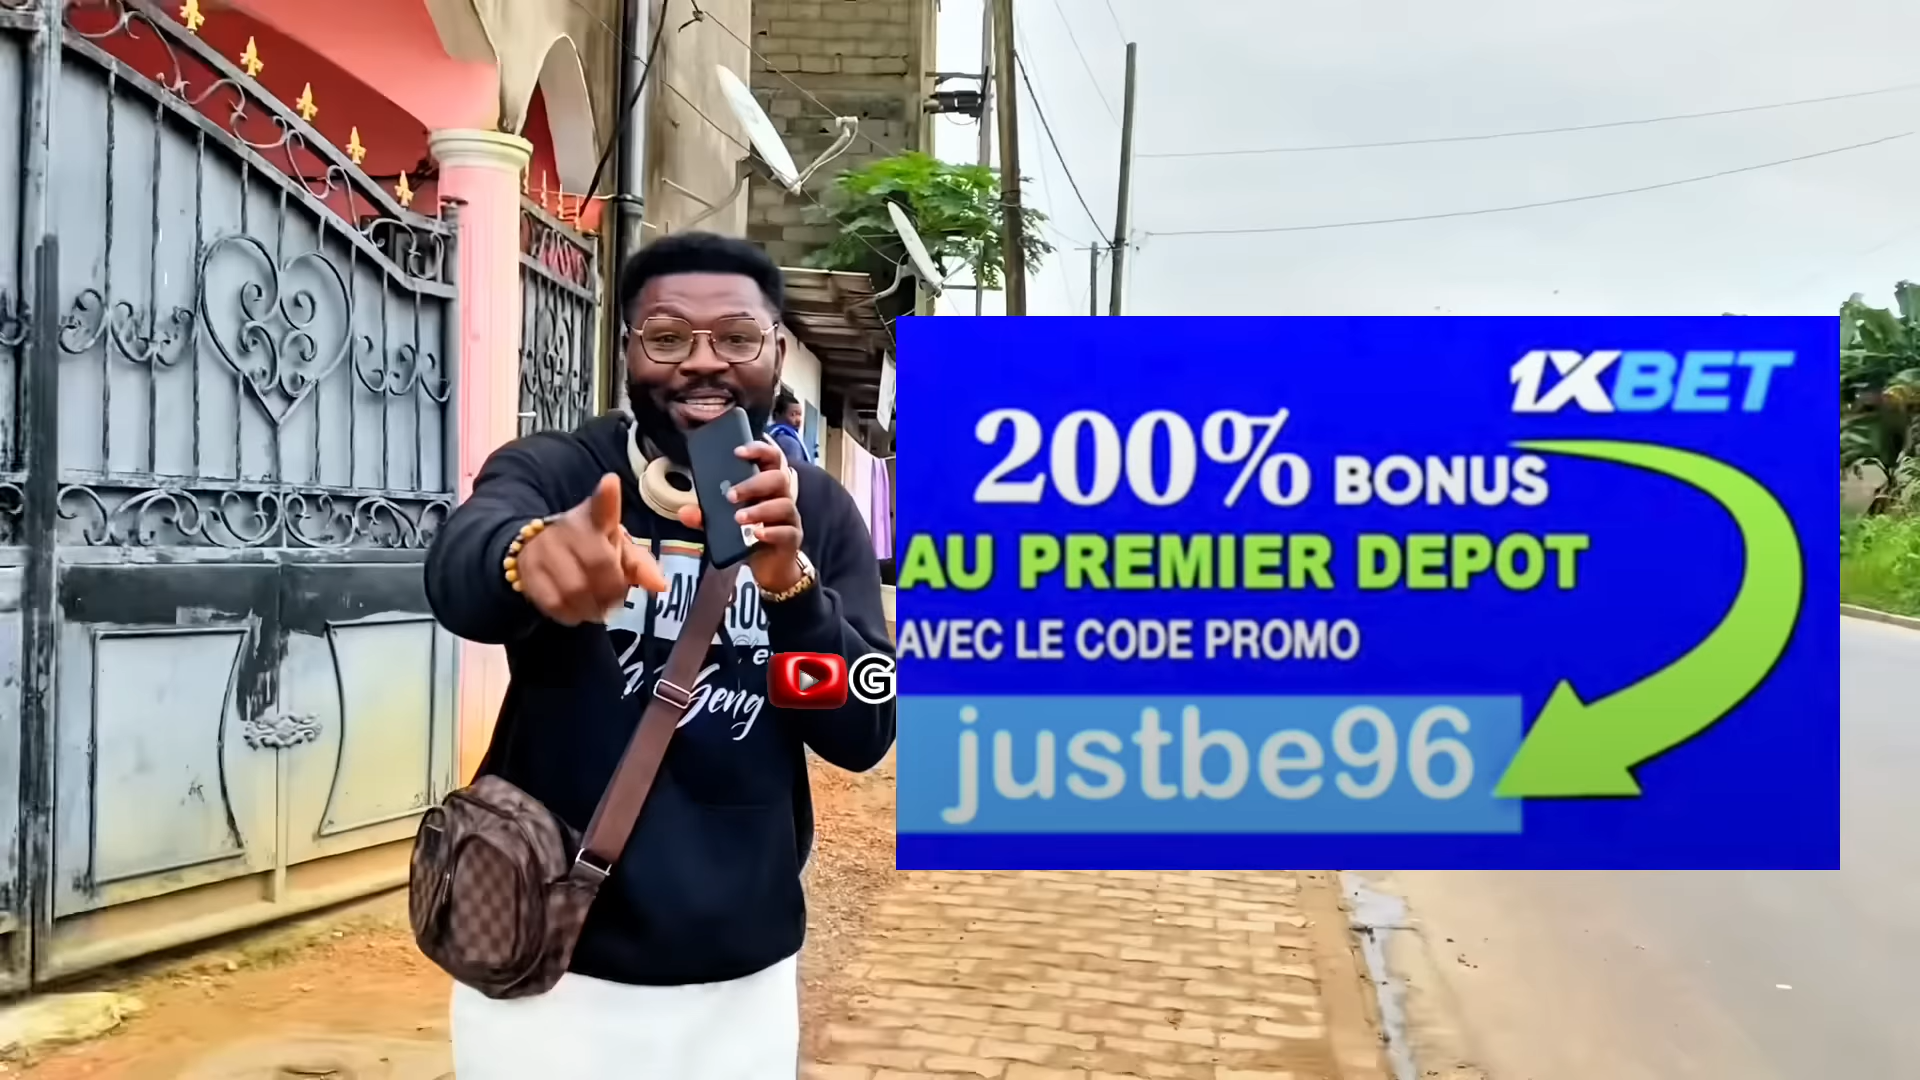 1XBET
200% BONUS
AU PREMIER DEPOT
AVEC LE CODE PROMO
justbe96
G